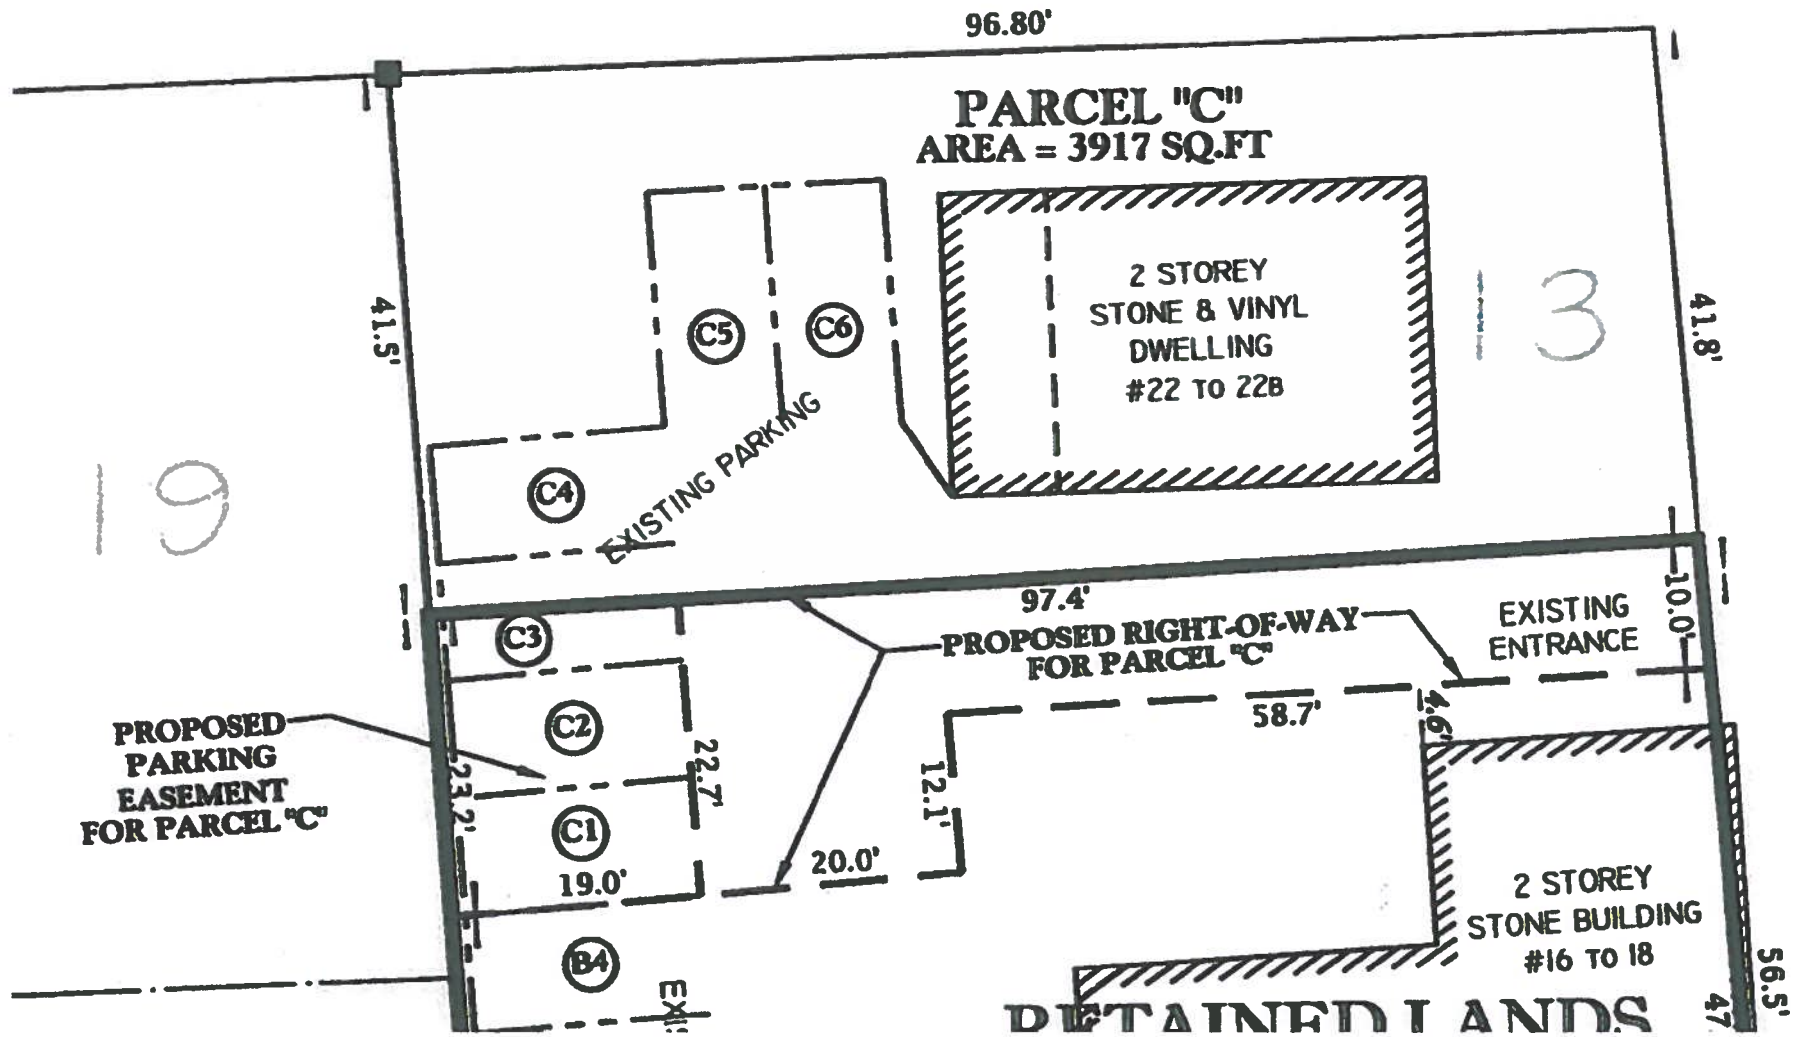 96.80'
PARCEL "C"
AREA = 3917 SQ.FT
2 STOREY
STONE & VINYL
DWELLING
#22 TO 22B
13
41.5'
41.8'
C5
C6
C4
EXISTING PARKING
19
97.4'
10.0'
EXISTING
ENTRANCE
PROPOSED RIGHT-OF-WAY
FOR PARCEL "C"
C3
C2
C1
PROPOSED
PARKING
EASEMENT
FOR PARCEL "C"
23.2'
22.7'
19.0'
20.0'
12.1'
58.7'
4.6'
2 STOREY
STONE BUILDING
#16 TO 18
B4
56.5'
47
RETAINED LANDS